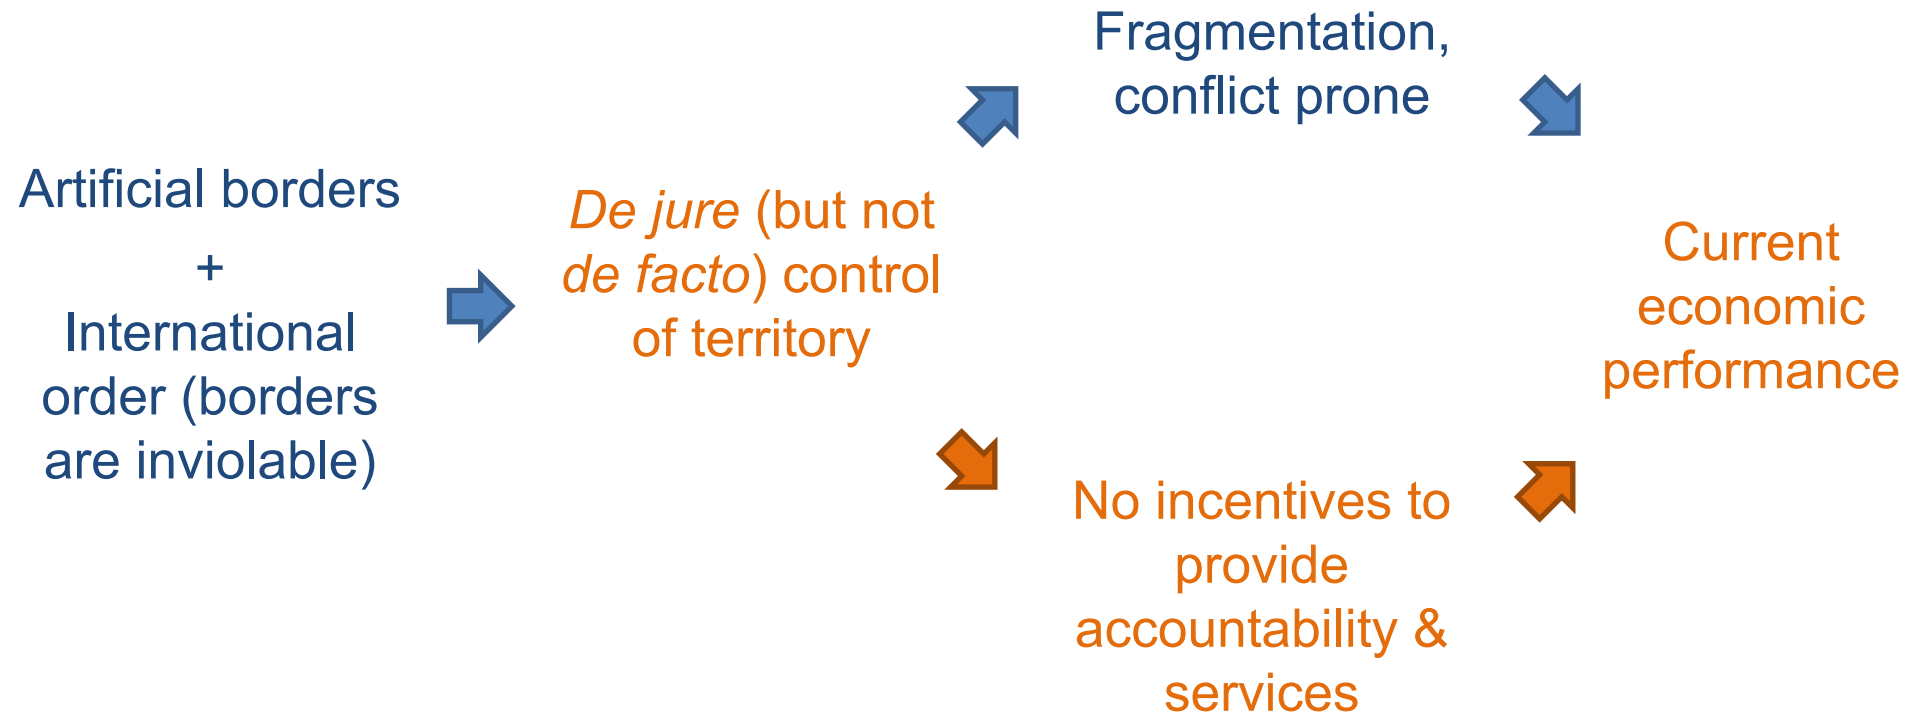 Artificial borders
+
International
order (borders
are inviolable)
De jure (but not
de facto) control
of territory
Fragmentation,
conflict prone
No incentives to
provide
accountability &
services
Current
economic
performance